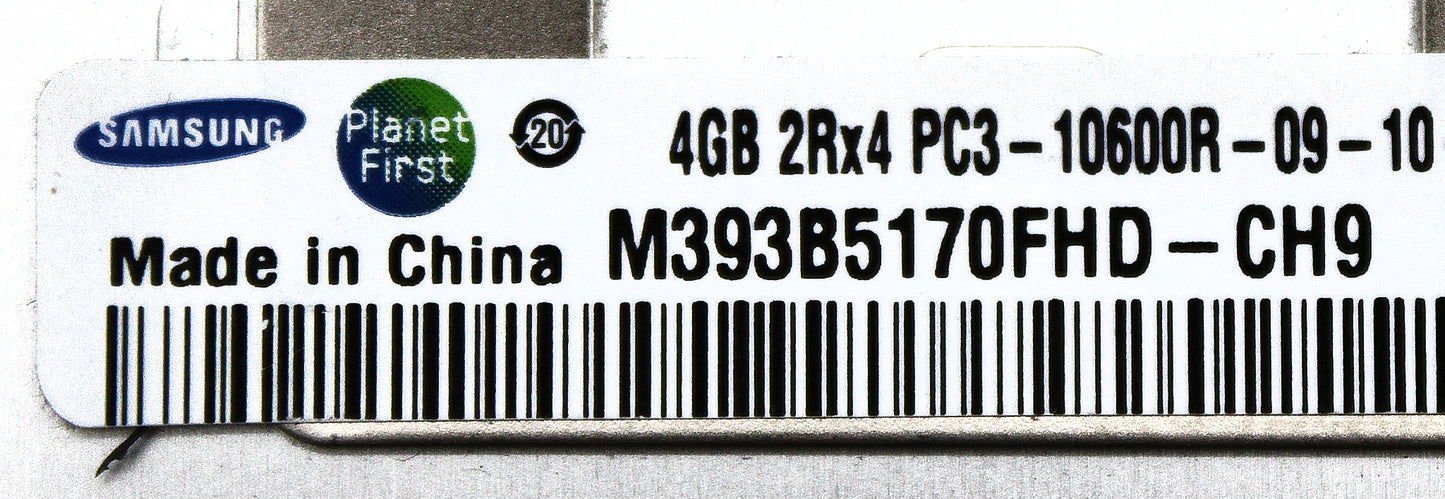 SAMSUNG
Planet
First
20
4GB 2Rx4 PC3-10600R-09-10
Made in China M393B5170FHD-CH9